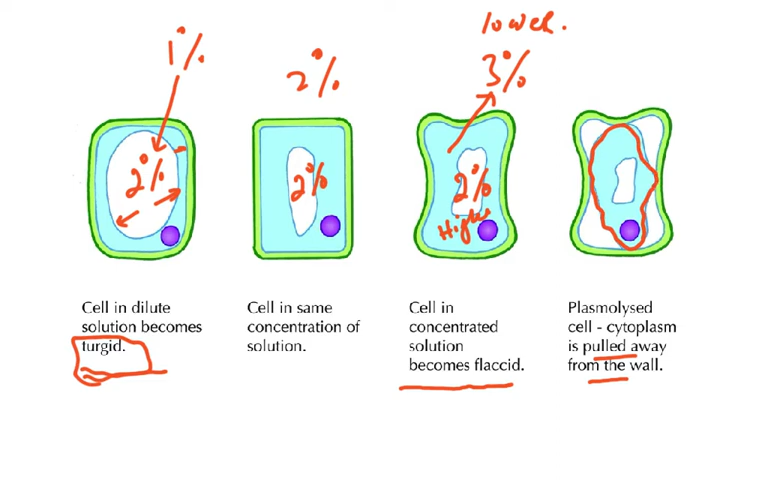 lower.
1%
2%
3%
2%
2%
2%
Higher
Cell in dilute
solution becomes
turgid.
Cell in same
concentration of
solution.
Cell in
concentrated
solution
becomes flaccid.
Plasmolysed
cell - cytoplasm
is pulled away
from the wall.